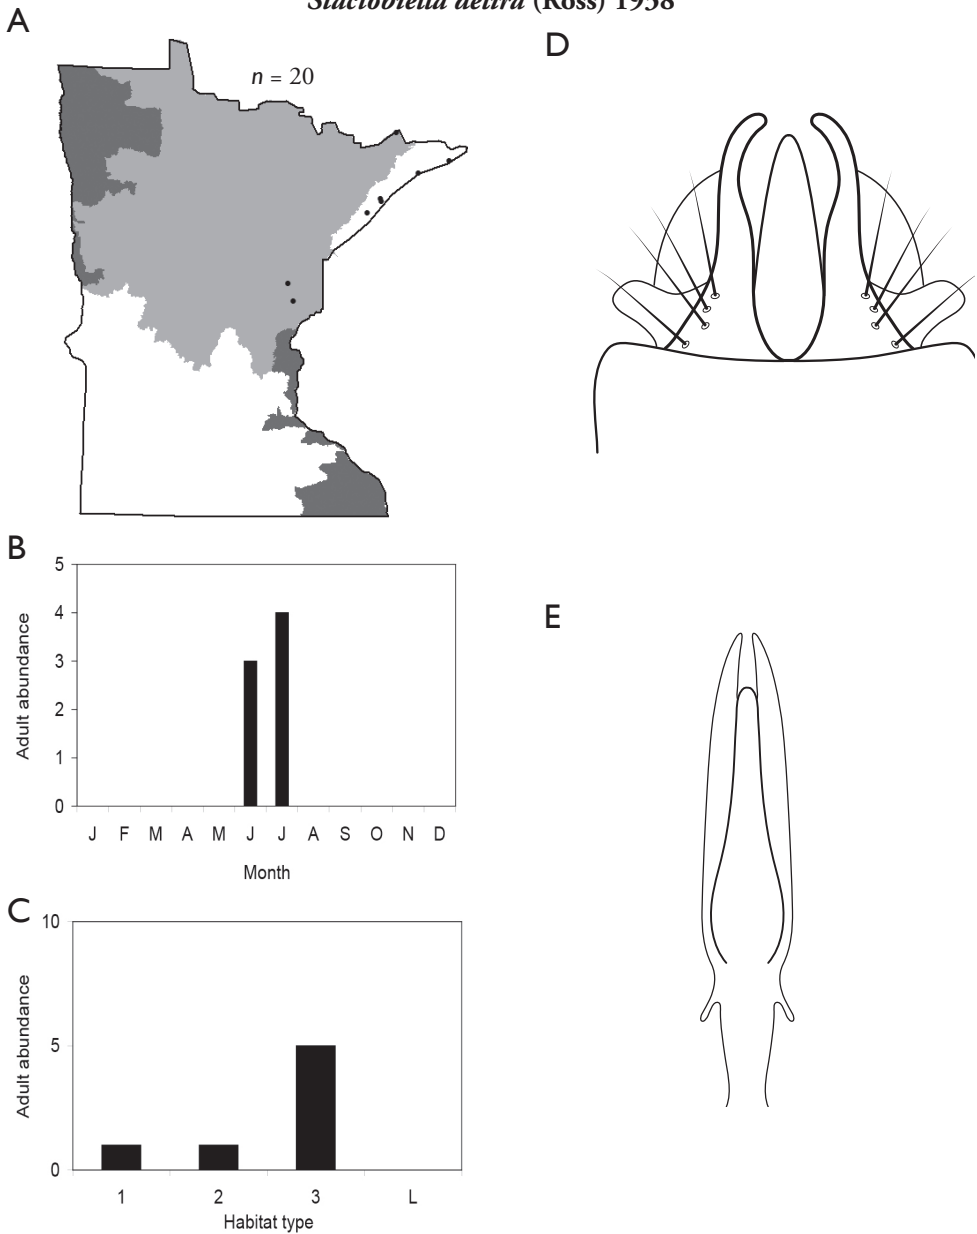 Stactobiella delira (Ross) 1938
A
n = 20
D
B
Adult abundance
5
4
3
2
1
0
J F M A M J J A S O N D
Month
E
C
Adult abundance
10
5
0
1 2 3 L
Habitat type